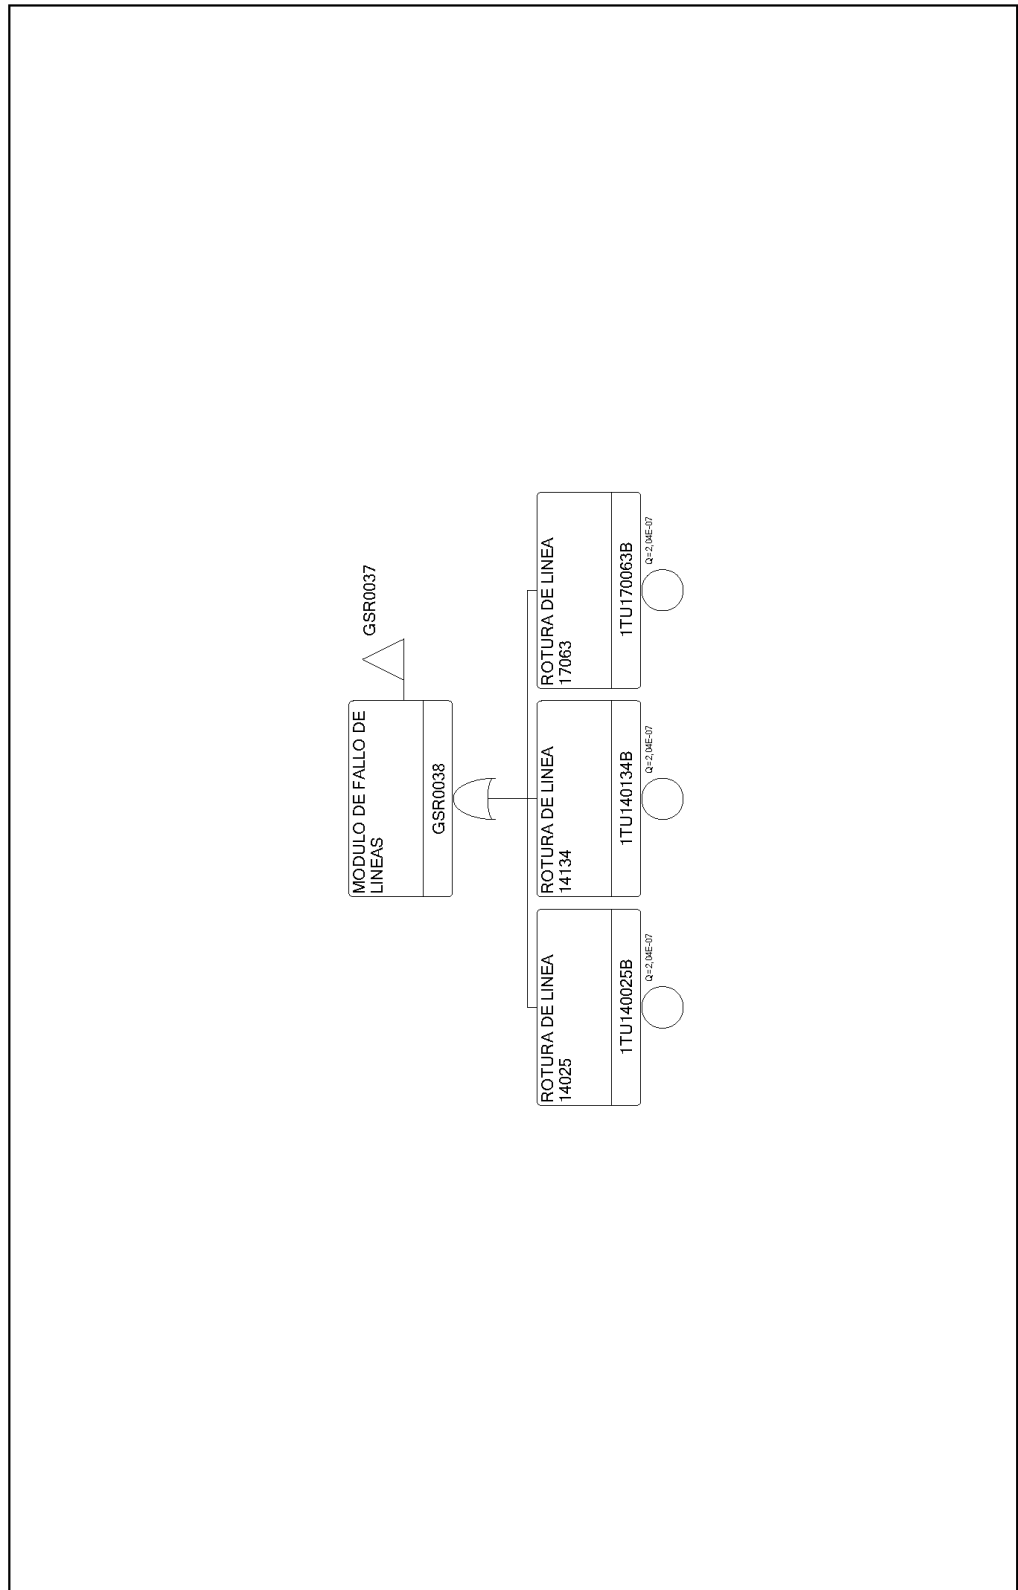 MODULO DE FALLO DE
LINEAS
GSR0038
GSR0037
ROTURA DE LINEA
14025
1TU140025B
Q=2,04E-07
ROTURA DE LINEA
14134
1TU140134B
Q=2,04E-07
ROTURA DE LINEA
17063
1TU170063B
Q=2,04E-07